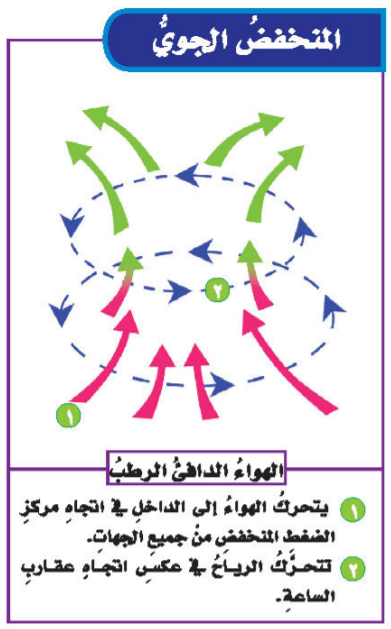 المنخفضُ الجويُّ
٢
١
الهواءُ الدافئُ الرطبُ
١ يتحركُ الهواءُ إلى الداخلِ في اتجاهِ مركزِ
الضغطِ المنخفضِ منْ جميعِ الجهاتِ.
٢ تتحرَّكُ الرياحُ في عكسِ اتجاهِ عقاربِ
الساعةِ.